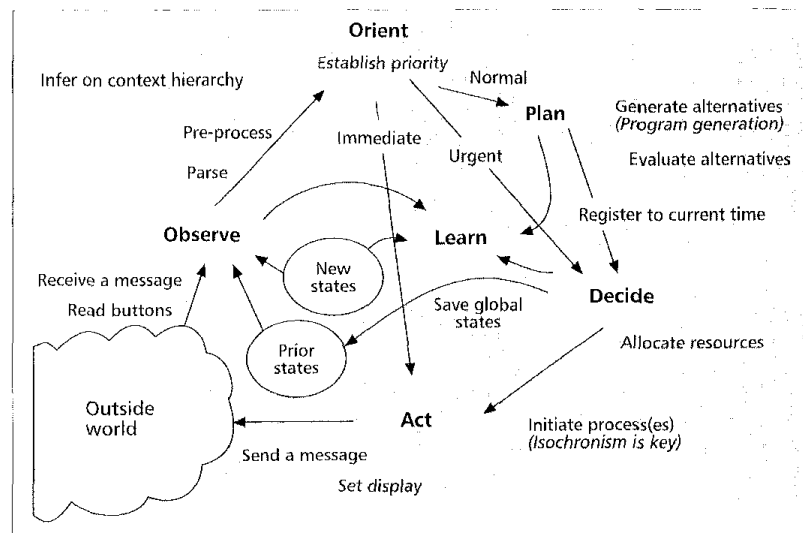 Orient
Establish priority
Infer on context hierarchy
Normal
Plan
Generate alternatives
(Program generation)
Pre-process
Immediate
Urgent
Evaluate alternatives
Parse
Register to current time
Observe
Learn
New
states
Receive a message
Read buttons
Save global
states
Decide
Prior
states
Allocate resources
Outside
world
Act
Initiate process(es)
(Isochronism is key)
Send a message
Set display